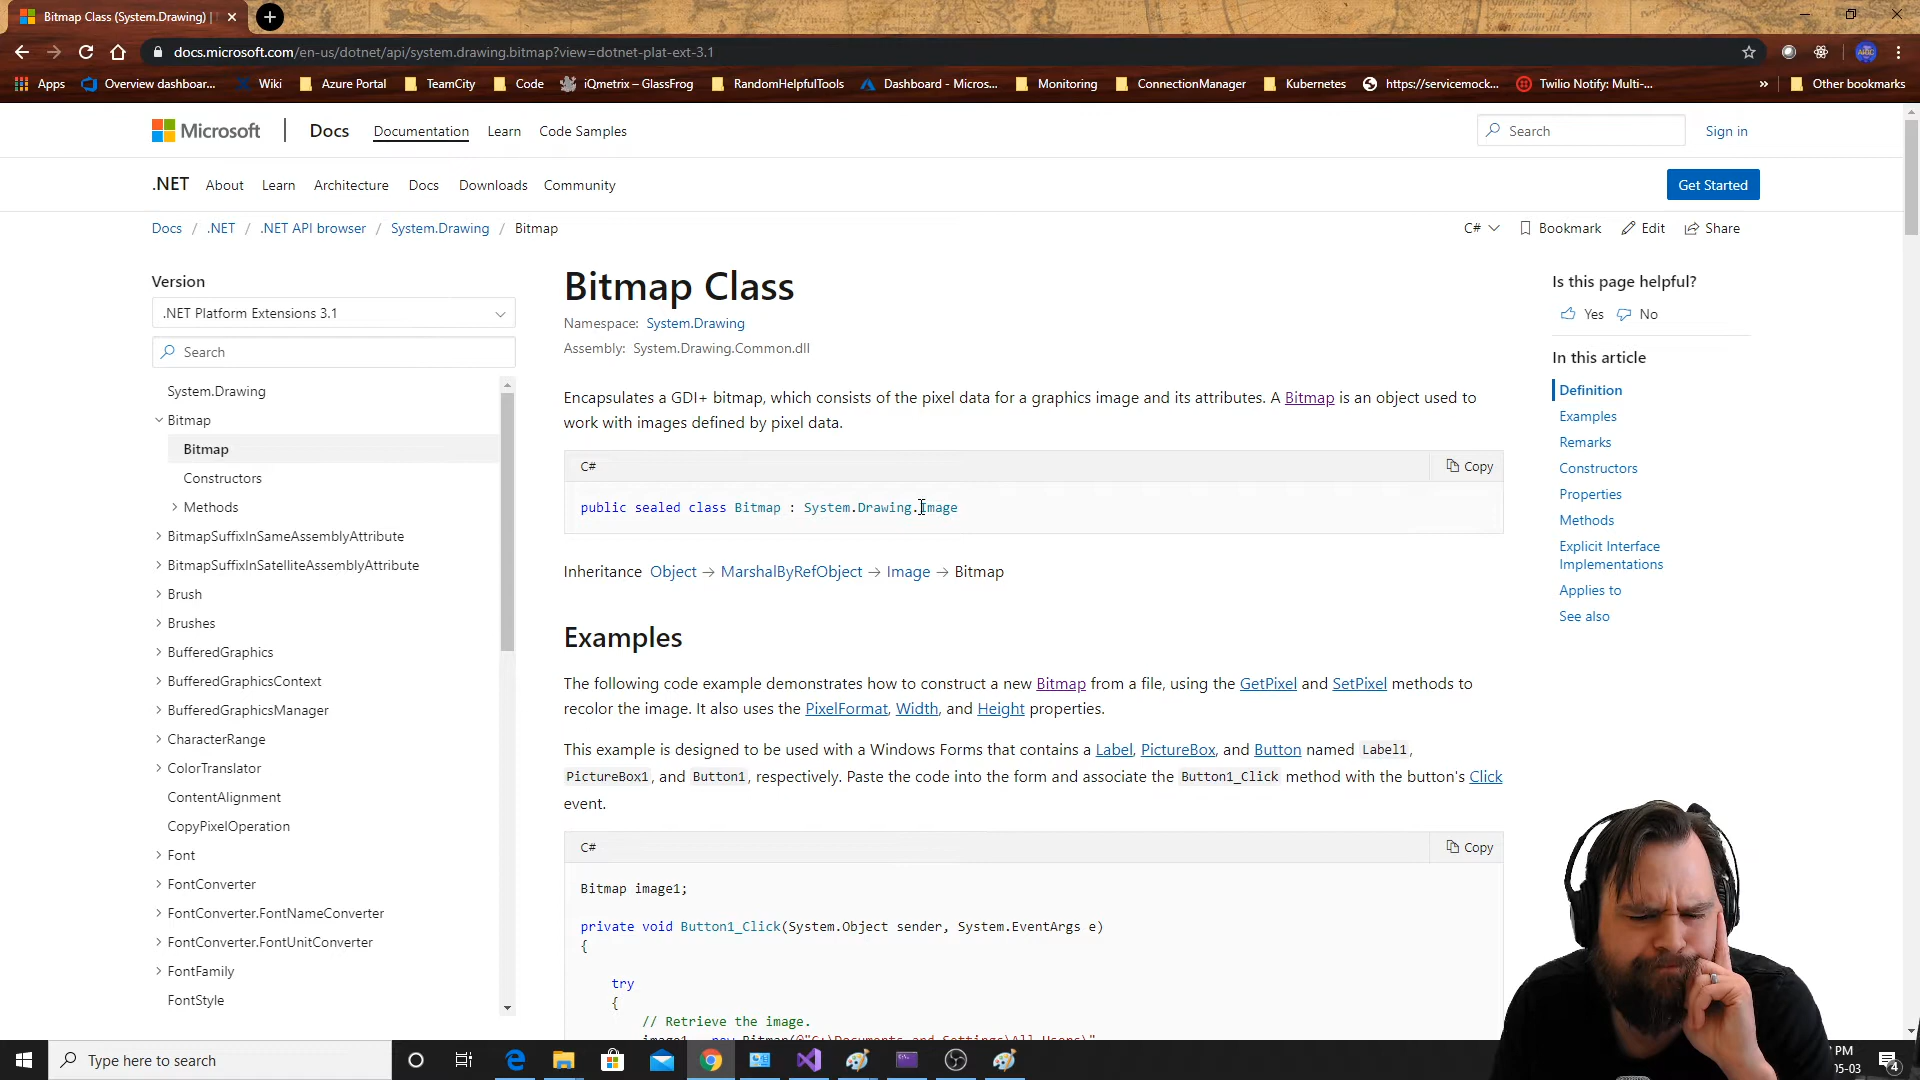 Bitmap Class (System.Drawing) |
docs.microsoft.com/en-us/dotnet/api/system.drawing.bitmap?view=dotnet-plat-ext-3.1
Apps Overview dashboar... Wiki Azure Portal TeamCity Code iQmetrix – GlassFrog RandomHelpfulTools Dashboard - Micros... Monitoring ConnectionManager Kubernetes https://servicemock... Twilio Notify: Multi-... » Other bookmarks
Microsoft Docs Documentation Learn Code Samples Search Sign in
.NET About Learn Architecture Docs Downloads Community Get Started
Docs / .NET / .NET API browser / System.Drawing / Bitmap C# Bookmark Edit Share
Version
.NET Platform Extensions 3.1
Search
System.Drawing
Bitmap
Bitmap
Constructors
Methods
BitmapSuffixInSameAssemblyAttribute
BitmapSuffixInSatelliteAssemblyAttribute
Brush
Brushes
BufferedGraphics
BufferedGraphicsContext
BufferedGraphicsManager
CharacterRange
ColorTranslator
ContentAlignment
CopyPixelOperation
Font
FontConverter
FontConverter.FontNameConverter
FontConverter.FontUnitConverter
FontFamily
FontStyle
Bitmap Class
Namespace: System.Drawing
Assembly: System.Drawing.Common.dll
Encapsulates a GDI+ bitmap, which consists of the pixel data for a graphics image and its attributes. A Bitmap is an object used to
work with images defined by pixel data.
C# Copy
public sealed class Bitmap : System.Drawing.Image
Inheritance Object → MarshalByRefObject → Image → Bitmap
Examples
The following code example demonstrates how to construct a new Bitmap from a file, using the GetPixel and SetPixel methods to
recolor the image. It also uses the PixelFormat, Width, and Height properties.
This example is designed to be used with a Windows Forms that contains a Label, PictureBox, and Button named Label1,
PictureBox1, and Button1, respectively. Paste the code into the form and associate the Button1_Click method with the button's Click
event.
C# Copy
Bitmap image1;
private void Button1_Click(System.Object sender, System.EventArgs e)
{
try
{
// Retrieve the image.
image1 = new Bitmap(@"C:\Documents and Settings\All Users\"
Is this page helpful?
Yes No
In this article
Definition
Examples
Remarks
Constructors
Properties
Methods
Explicit Interface
Implementations
Applies to
See also
Type here to search
PM
05-03
4